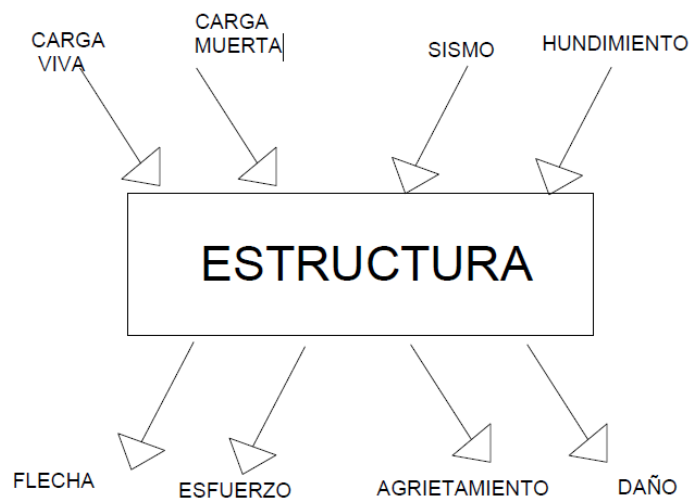 CARGA
VIVA
CARGA
MUERTA
SISMO
HUNDIMIENTO
ESTRUCTURA
FLECHA
ESFUERZO
AGRIETAMIENTO
DAÑO